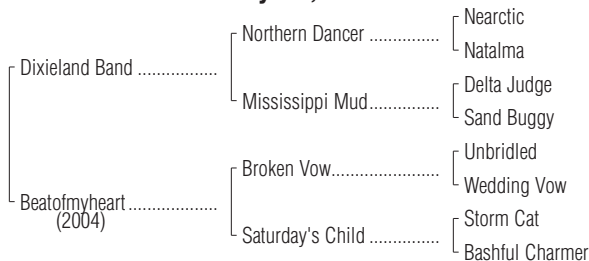 Nearctic
Northern Dancer ...............
Natalma
Dixieland Band .................
Delta Judge
Mississippi Mud...............
Sand Buggy
Unbridled
Broken Vow.......................
Wedding Vow
Beatofmyheart ...................
(2004)
Storm Cat
Saturday's Child ...............
Bashful Charmer